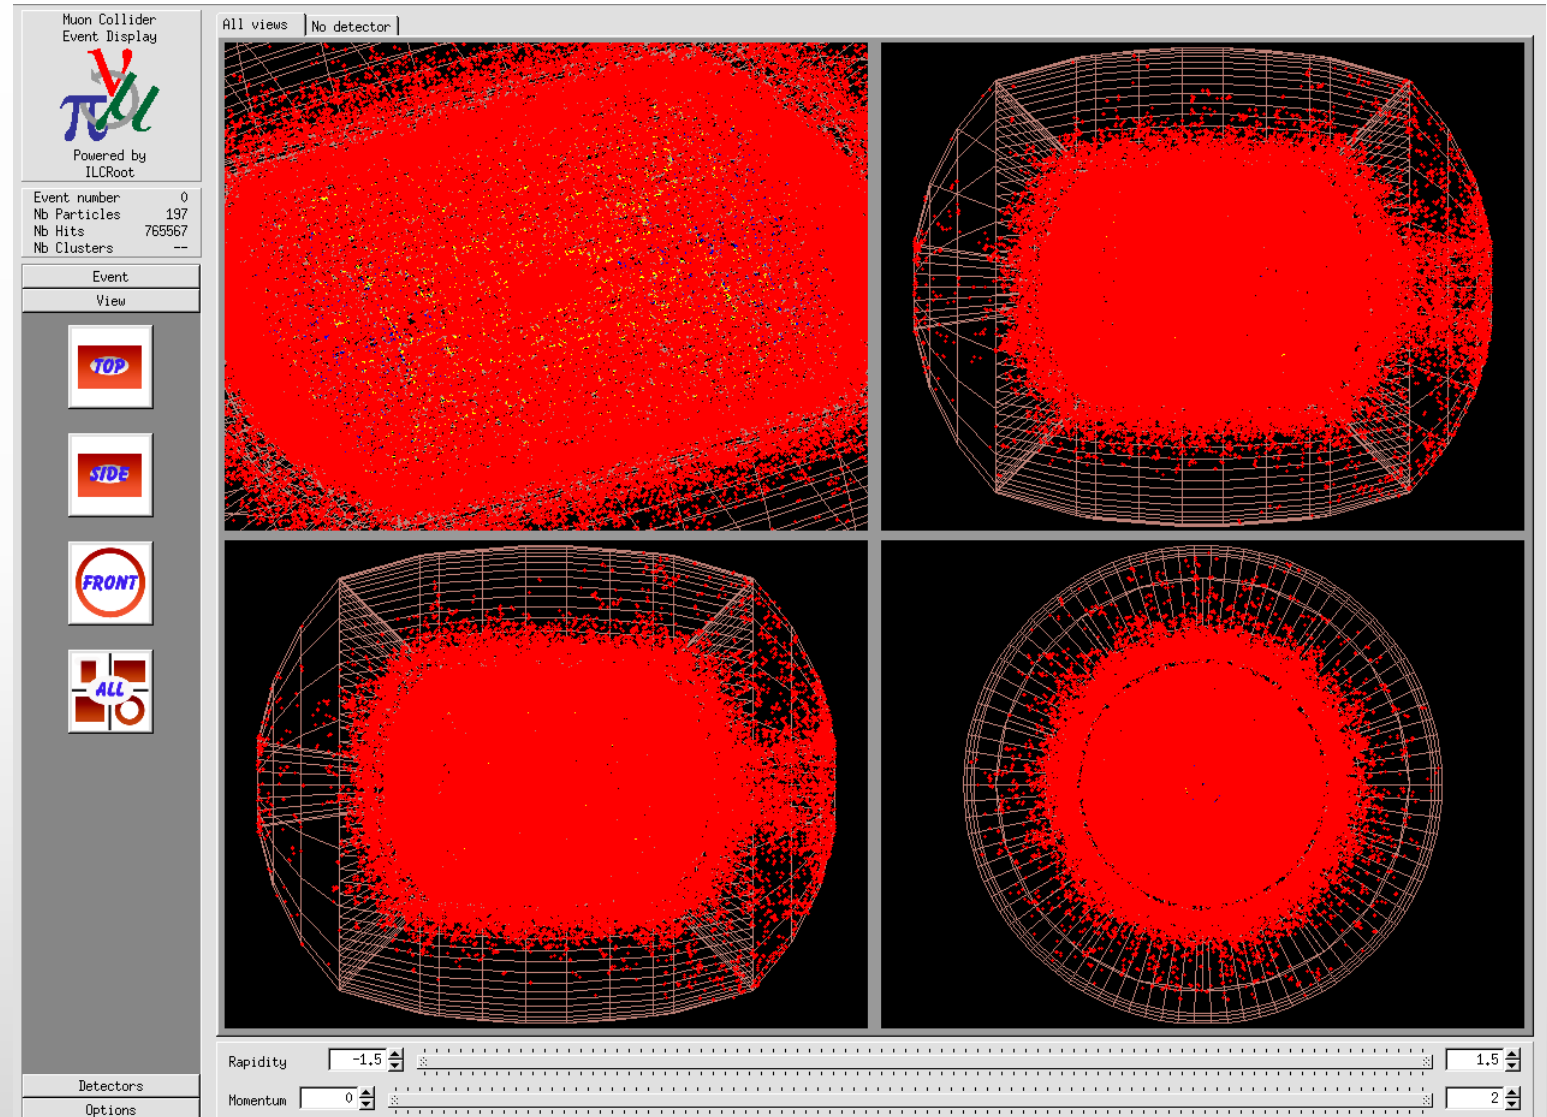 Muon Collider
Event Display
Powered by
ILCRoot
Event number 0
Nb Particles 197
Nb Hits 765567
Nb Clusters --
Event
View
TOP
SIDE
FRONT
ALL
Detectors
Options
All views
No detector
Rapidity -1.5 1.5
Momentum 0 2